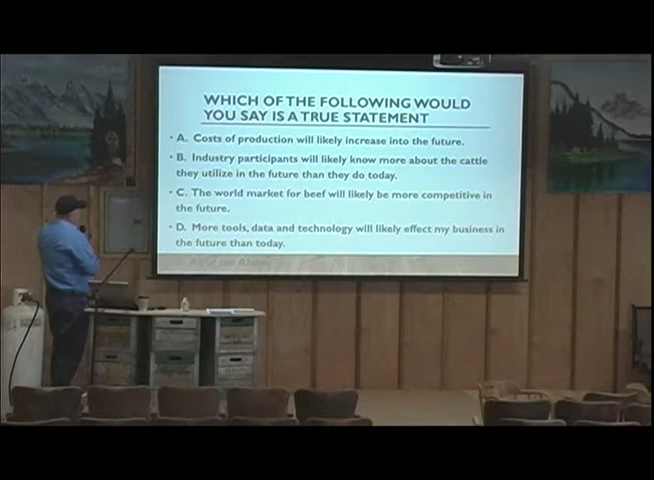 WHICH OF THE FOLLOWING WOULD
YOU SAY IS A TRUE STATEMENT
• A. Costs of production will likely increase into the future.
• B. Industry participants will likely know more about the cattle
they utilize in the future than they do today.
• C. The world market for beef will likely be more competitive in
the future.
• D. More tools, data and technology will likely effect my business in
the future than today.